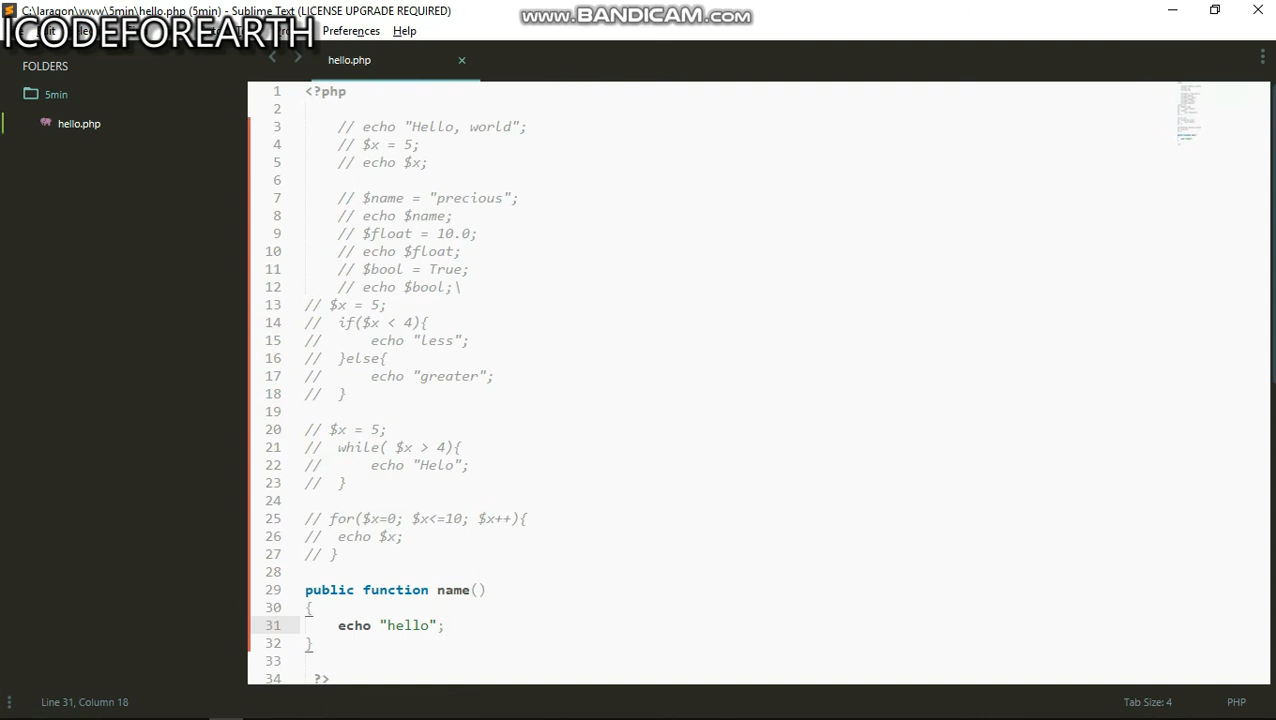 C:\laragon\www\5min\hello.php (5min) - Sublime Text (LICENSE UPGRADE REQUIRED)
www.BANDICAM.com
ICODEFOREARTH
Preferences Help
FOLDERS
5min
hello.php
hello.php ×
1 <?php
2
3 // echo "Hello, world";
4 // $x = 5;
5 // echo $x;
6
7 // $name = "precious";
8 // echo $name;
9 // $float = 10.0;
10 // echo $float;
11 // $bool = True;
12 // echo $bool;\
13 // $x = 5;
14 // if($x < 4){
15 // echo "less";
16 // }else{
17 // echo "greater";
18 // }
19
20 // $x = 5;
21 // while( $x > 4){
22 // echo "Helo";
23 // }
24
25 // for($x=0; $x<=10; $x++){
26 // echo $x;
27 // }
28
29 public function name()
30 {
31 echo "hello";
32 }
33
34 ?>
Line 31, Column 18
Tab Size: 4
PHP